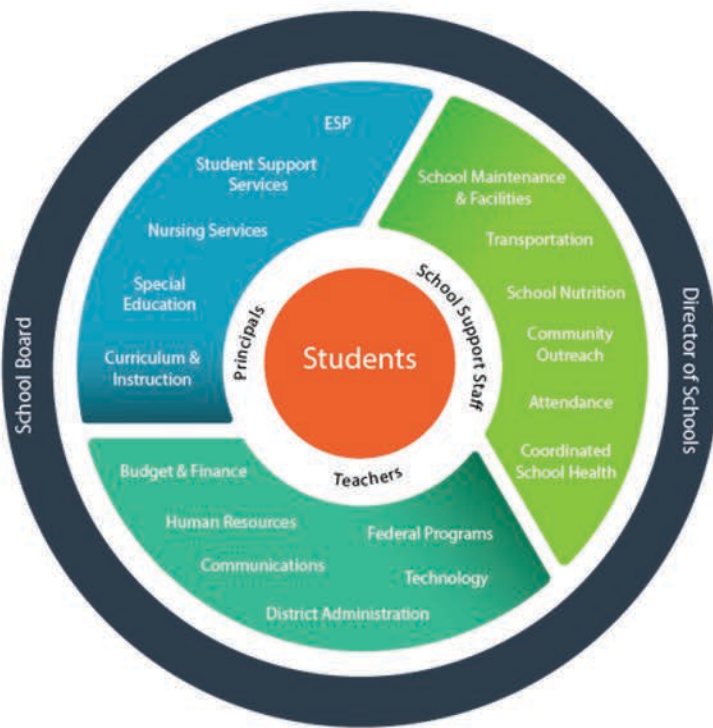 ESP
Student Support
Services
Nursing Services
Special
Education
Curriculum &
Instruction
School Maintenance
& Facilities
Transportation
School Nutrition
Community
Outreach
Attendance
Coordinated
School Health
Budget & Finance
Human Resources
Communications
Federal Programs
Technology
District Administration
Principals
School Support Staff
Teachers
Students
School Board
Director of Schools